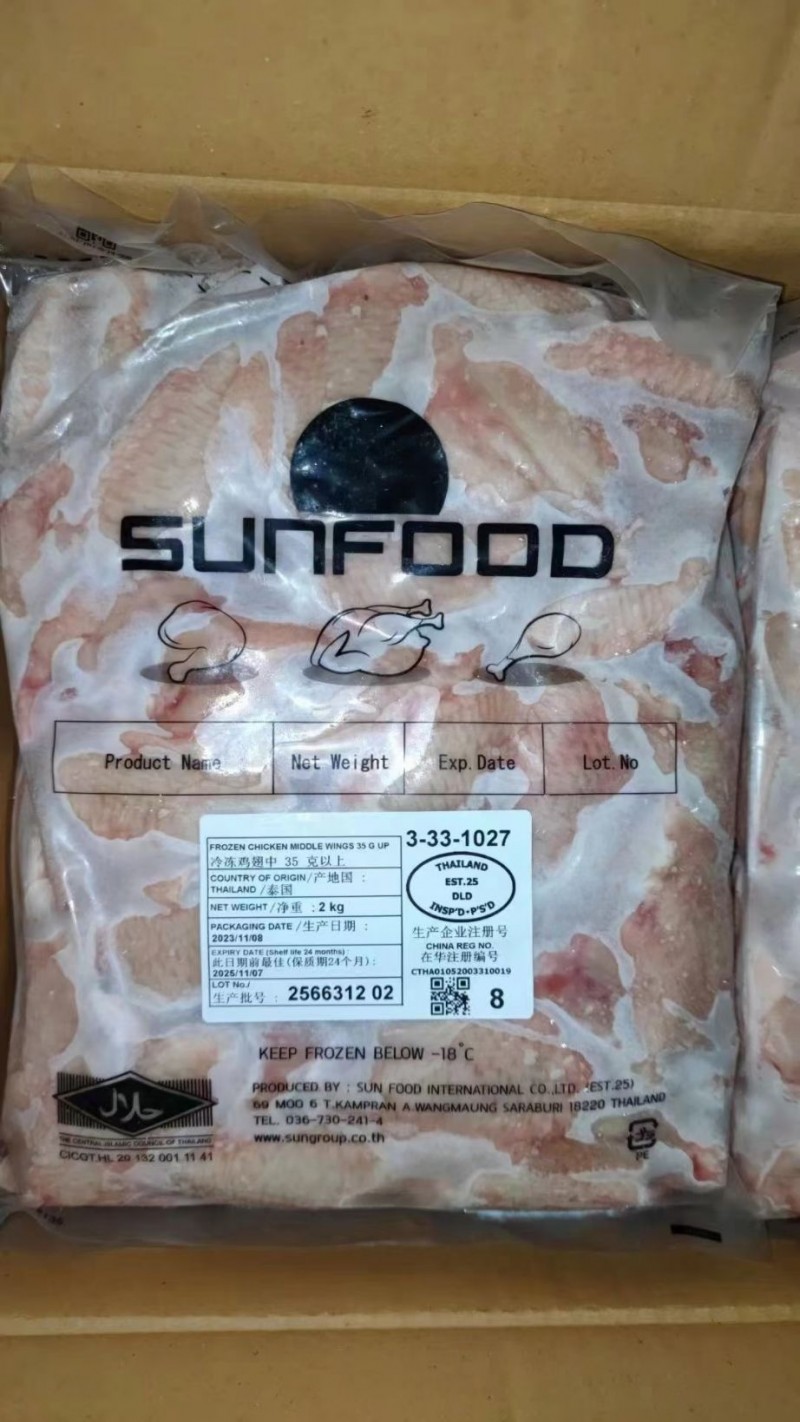 SUNFOOD
Product Name Net Weight Exp.Date Lot.No
FROZEN CHICKEN MIDDLE WINGS 35 G UP
冷冻鸡翅中 35 克以上
COUNTRY OF ORIGIN/产地国 :
THAILAND /泰国
NET WEIGHT/净重 : 2 kg
PACKAGING DATE /生产日期 :
2023/11/08
EXPIRY DATE (Shelf life 24 months) :
此日期前最佳(保质期24个月) :
2025/11/07
LOT No./
生产批号 : 2566312 02
3-33-1027
THAILAND
EST.25
DLD
INSP'D•P'S'D
生产企业注册号
CHINA REG NO.
在华注册编号
CTHA01052003310019
8
KEEP FROZEN BELOW -18°C
حلال
THE CENTRAL ISLAMIC COUNCIL OF THAILAND
CICOT.HL 20 132 001 11 41
PRODUCED BY : SUN FOOD INTERNATIONAL CO.,LTD. (EST.25)
69 MOO 6 T.KAMPRAN A.WANGMAUNG SARABURI 18220 THAILAND
TEL. 036-730-241-4
www.sungroup.co.th
PE